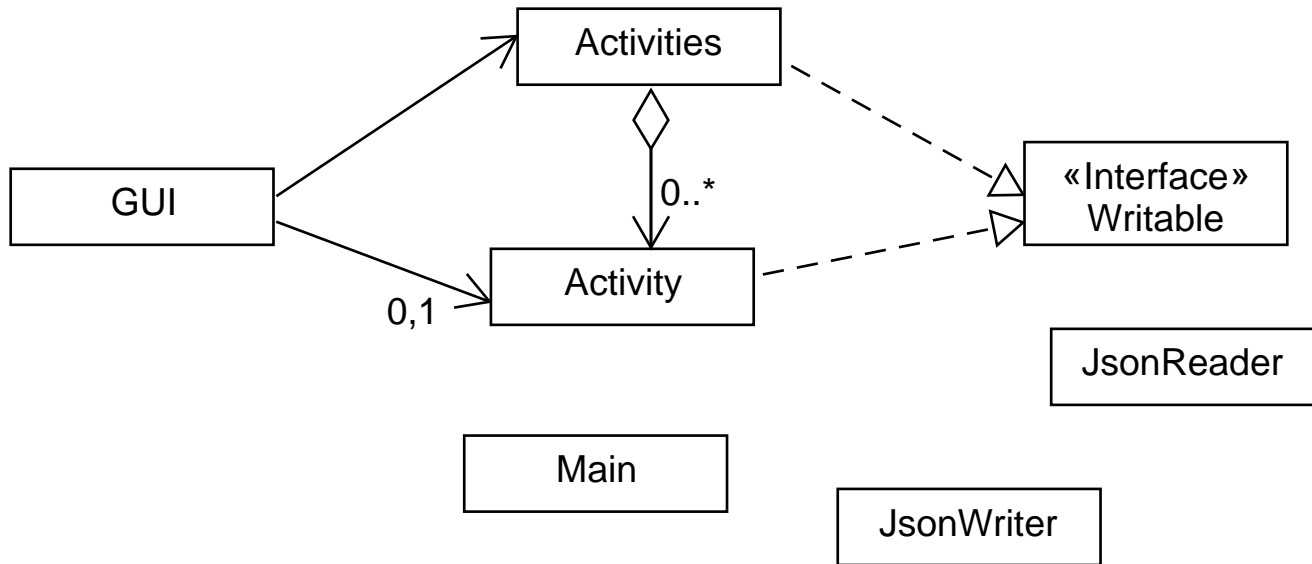 Activities
GUI
0..*
«Interface»
Writable
Activity
0,1
JsonReader
Main
JsonWriter